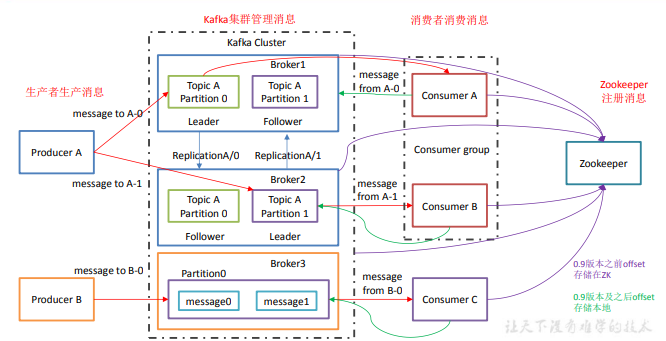 Kafka集群管理消息
消费者消费消息
Kafka Cluster
Broker1
生产者生产消息
Topic A
Partition 0
Topic A
Partition 1
message
from A-0
Consumer A
Zookeeper
注册消息
message to A-0
Leader
Follower
Producer A
ReplicationA/0
ReplicationA/1
Consumer group
Zookeeper
message to A-1
Broker2
Topic A
Partition 0
Topic A
Partition 1
message
from A-1
Consumer B
Follower
Leader
message to B-0
Broker3
Partition0
message
from B-0
0.9版本之前offset
存储在ZK
Producer B
message0
message1
Consumer C
0.9版本及之后offset
存储本地
让天下没有难学的技术